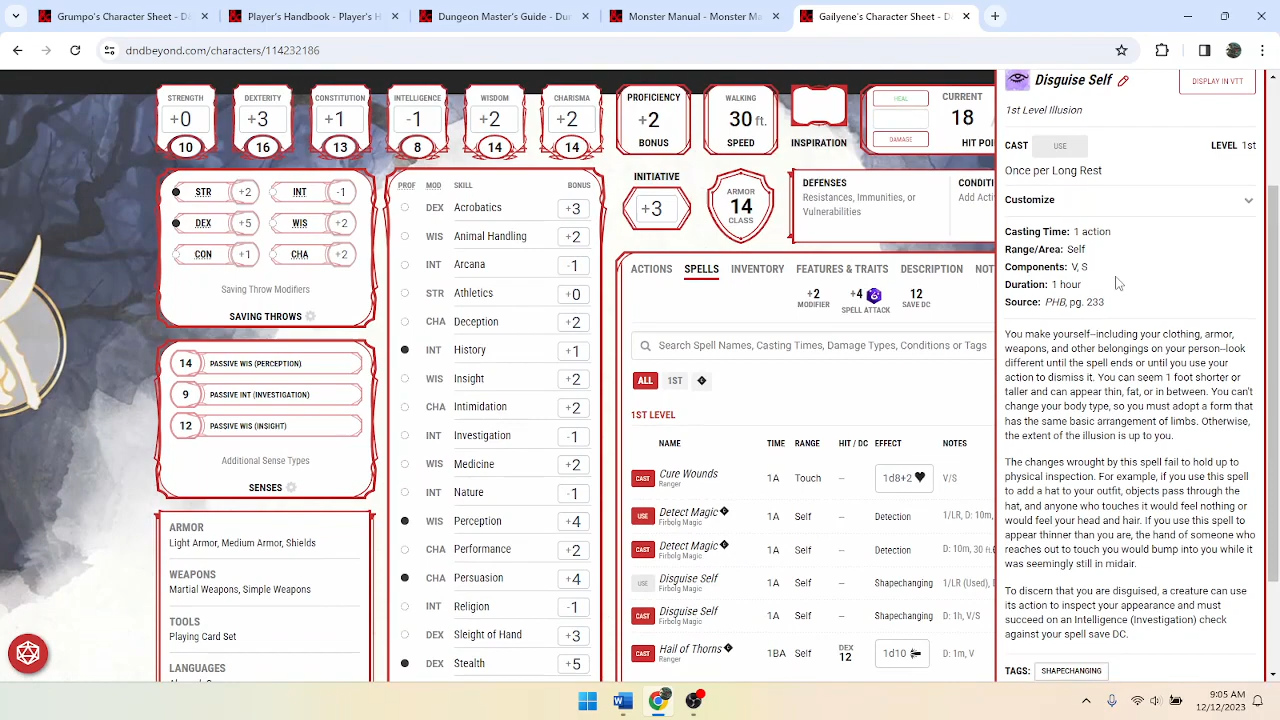 Grumpo's Character Sheet - D
Passive's Handbook - Grumpy
Player's Handbook - Grumpo
Dungeon Master's Guide - Du
Monster Manual - Ma
Gailynne's Sheet - D
dndbeyond.com/characters/114232186
STRENGTH
DEXTERITY
CONSTITUTION
INTELLIGENCE
WISDOM
CHARISMA
+0
+3
+1
-1
+2
+2
10
16
13
8
14
14
PROFICIENCY
+2
BONUS
WALKING
30 ft.
SPEED
INSPIRATION
HEAL
DAMAGE
CURRENT
18
HIT POI
STR +2 INT -1
DEX +5 WIS +2
CON +1 CHA +2
Saving Throw Modifiers
SAVING THROWS
14 PASSIVE WIS (PERCEPTION)
9 PASSIVE INT (INVESTIGATION)
12 PASSIVE WIS (INSIGHT)
Additional Sense Types
SENSES
ARMOR
Light Armor, Medium Armor, Shields
WEAPONS
Martial Weapons, Simple Weapons
TOOLS
Playing Card Set
LANGUAGES
PROF MOD SKILL BONUS
DEX Acrobatics +3
WIS Animal Handling +2
INT Arcana -1
STR Athletics +0
CHA Deception +2
INT History +1
WIS Insight +2
CHA Intimidation +2
INT Investigation -1
WIS Medicine +2
INT Nature -1
WIS Perception +4
CHA Performance +2
CHA Persuasion +4
INT Religion -1
DEX Sleight of Hand +3
DEX Stealth +5
INITIATIVE
+3
ARMOR
14
CLASS
DEFENSES
Resistances, Immunities, or
Vulnerabilities
CONDITI
Add Acti
ACTIONS SPELLS INVENTORY FEATURES & TRAITS DESCRIPTION NOT
+2
MODIFIER
+4
SPELL ATTACK
12
SAVE DC
Search Spell Names, Casting Times, Damage Types, Conditions or Tags
ALL 1ST
1ST LEVEL
NAME TIME RANGE HIT / DC EFFECT NOTES
CAST Cure Wounds 1A Touch – 1d8+2 V/S
Ranger
USE Detect Magic 1A Self – Detection 1/LR, D: 10m,
Firbolg Magic
CAST Detect Magic 1A Self – Detection D: 10m, 30 ft.
Firbolg Magic
USE Disguise Self 1A Self – Shapechanging 1/LR (Used),
Firbolg Magic
CAST Disguise Self 1A Self – Shapechanging D: 1h, V/S
Firbolg Magic
CAST Hail of Thorns 1BA Self DEX 12 1d10 D: 1m, V
Ranger
Disguise Self
DISPLAY IN VTT
1st Level Illusion
CAST USE LEVEL 1st
Once per Long Rest
Customize
Casting Time: 1 action
Range/Area: Self
Components: V, S
Duration: 1 hour
Source: PHB, pg. 233
You make yourself–including your clothing, armor,
weapons, and other belongings on your person–look
different until the spell ends or until you use your
action to dismiss it. You can seem 1 foot shorter or
taller and can appear thin, fat, or in between. You can't
change your body type, so you must adopt a form that
has the same basic arrangement of limbs. Otherwise,
the extent of the illusion is up to you.
The changes wrought by this spell fail to hold up to
physical inspection. For example, if you use this spell
to add a hat to your outfit, objects pass through the
hat, and anyone who touches it would feel nothing or
would feel your head and hair. If you use this spell to
appear thinner than you are, the hand of someone who
reaches out to touch you would bump into you while it
was seemingly still in midair.
To discern that you are disguised, a creature can use
its action to inspect your appearance and must
succeed on an Intelligence (Investigation) check
against your spell save DC.
TAGS: SHAPECHANGING
9:05 AM
12/12/2023